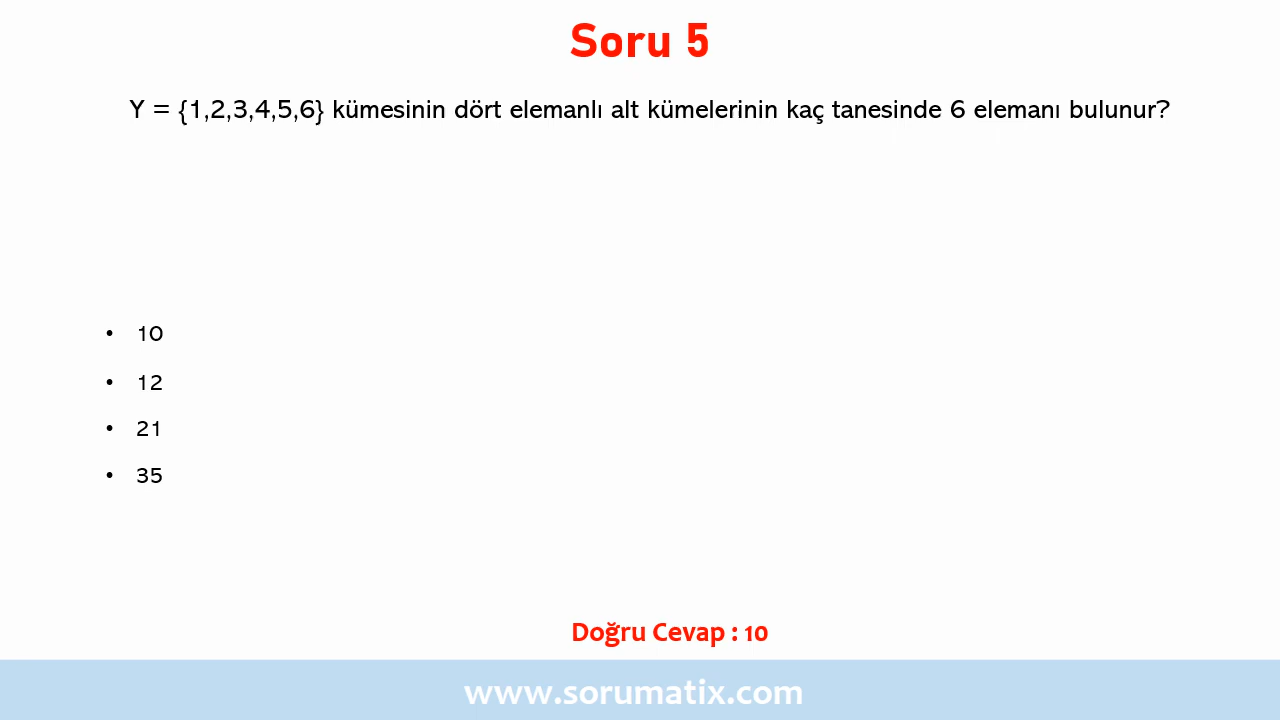 Soru 5
Y = {1,2,3,4,5,6} kümesinin dört elemanlı alt kümelerinin kaç tanesinde 6 elemanı bulunur?
• 10
• 12
• 21
• 35
Doğru Cevap : 10
www.sorumatix.com